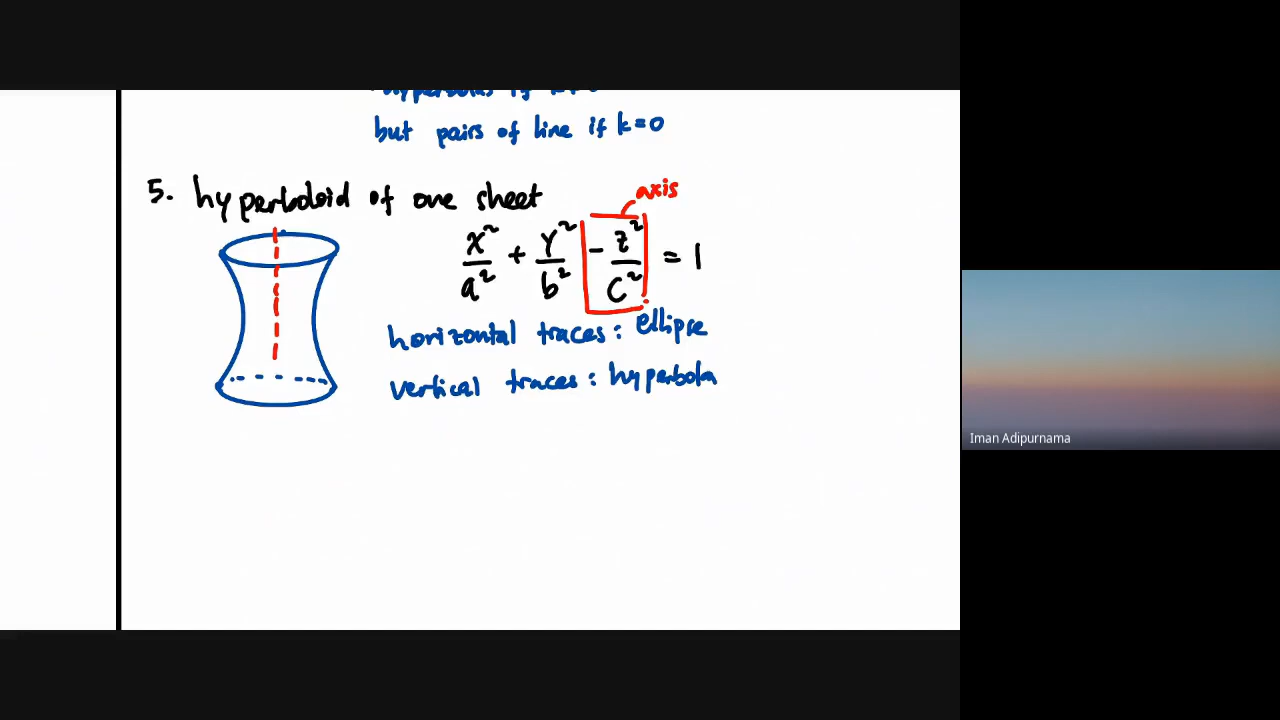 but pairs of line if k=0
5. hyperboloid of one sheet
axis
x²/a² + y²/b² - z²/c² = 1
horizontal traces: ellipse
vertical traces: hyperbola
Iman Adipurnama